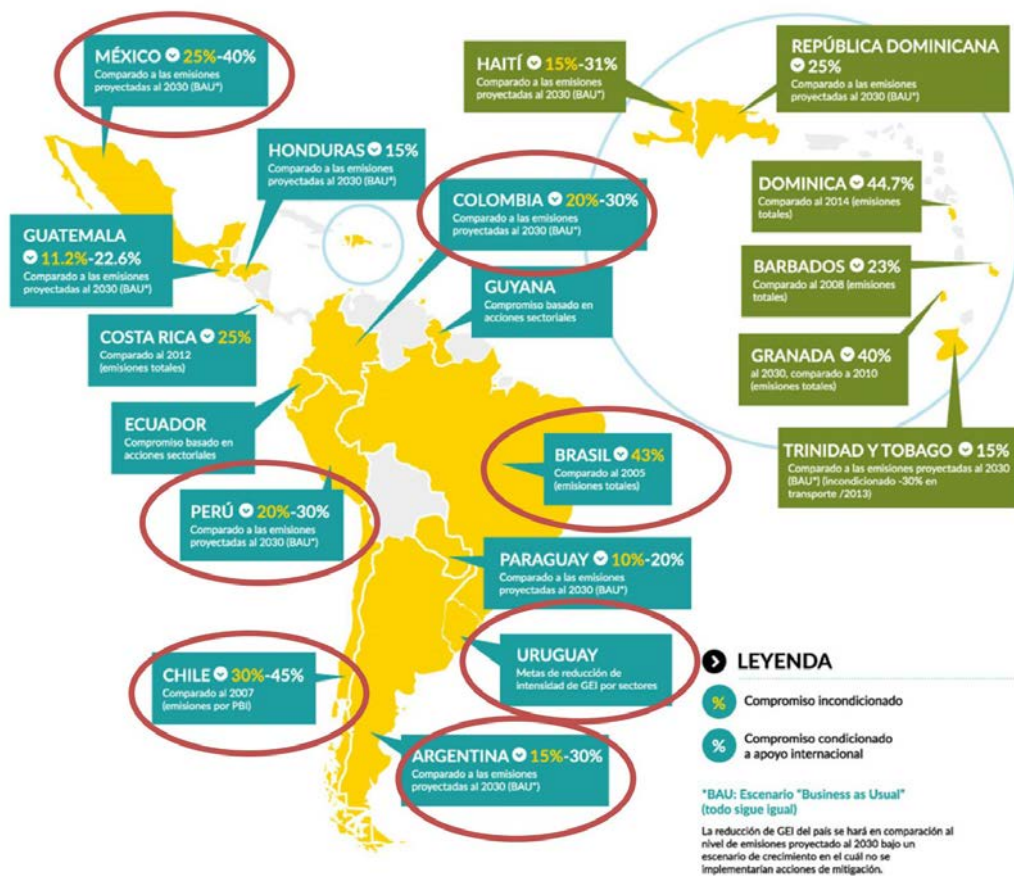 MÉXICO 25%-40%
Comparado a las emisiones
proyectadas al 2030 (BAU*)
HONDURAS 15%
Comparado a las emisiones
proyectadas al 2030 (BAU*)
COLOMBIA 20%-30%
Comparado a las emisiones
proyectadas al 2030 (BAU*)
GUATEMALA
11.2%-22.6%
Comparado a las emisiones
proyectadas al 2030 (BAU*)
GUYANA
Compromiso basado en
acciones sectoriales
COSTA RICA 25%
Comparado al 2012
(emisiones totales)
ECUADOR
Compromiso basado en
acciones sectoriales
BRASIL 43%
Comparado al 2005
(emisiones totales)
PERÚ 20%-30%
Comparado a las emisiones
proyectadas al 2030 (BAU*)
PARAGUAY 10%-20%
Comparado a las emisiones
proyectadas al 2030 (BAU*)
URUGUAY
Metas de reducción de
intensidad de GEI por sectores
CHILE 30%-45%
Comparado al 2007
(emisiones por PBI)
ARGENTINA 15%-30%
Comparado a las emisiones
proyectadas al 2030 (BAU*)
HAITÍ 15%-31%
Comparado a las emisiones
proyectadas al 2030 (BAU*)
REPÚBLICA DOMINICANA
25%
Comparado a las emisiones
proyectadas al 2030 (BAU*)
DOMINICA 44.7%
Comparado al 2014 (emisiones
totales)
BARBADOS 23%
Comparado al 2008 (emisiones
totales)
GRANADA 40%
al 2030, comparado a 2010
(emisiones totales)
TRINIDAD Y TOBAGO 15%
Comparado a las emisiones proyectadas al 2030
(BAU*) (incondicionado -30% en
transporte /2013)
LEYENDA
% Compromiso incondicionado
% Compromiso condicionado
a apoyo internacional
*BAU: Escenario "Business as Usual"
(todo sigue igual)
La reducción de GEI del país se hará en comparación al
nivel de emisiones proyectado al 2030 bajo un
escenario de crecimiento en el cuál no se
implementarían acciones de mitigación.